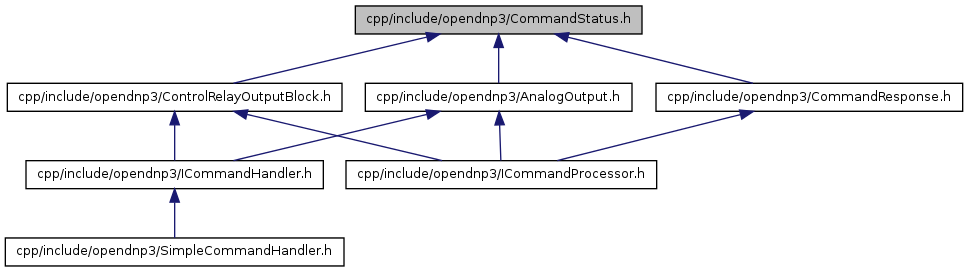 cpp/include/opendnp3/CommandStatus.h
cpp/include/opendnp3/ControlRelayOutputBlock.h
cpp/include/opendnp3/AnalogOutput.h
cpp/include/opendnp3/CommandResponse.h
cpp/include/opendnp3/ICommandHandler.h
cpp/include/opendnp3/ICommandProcessor.h
cpp/include/opendnp3/SimpleCommandHandler.h